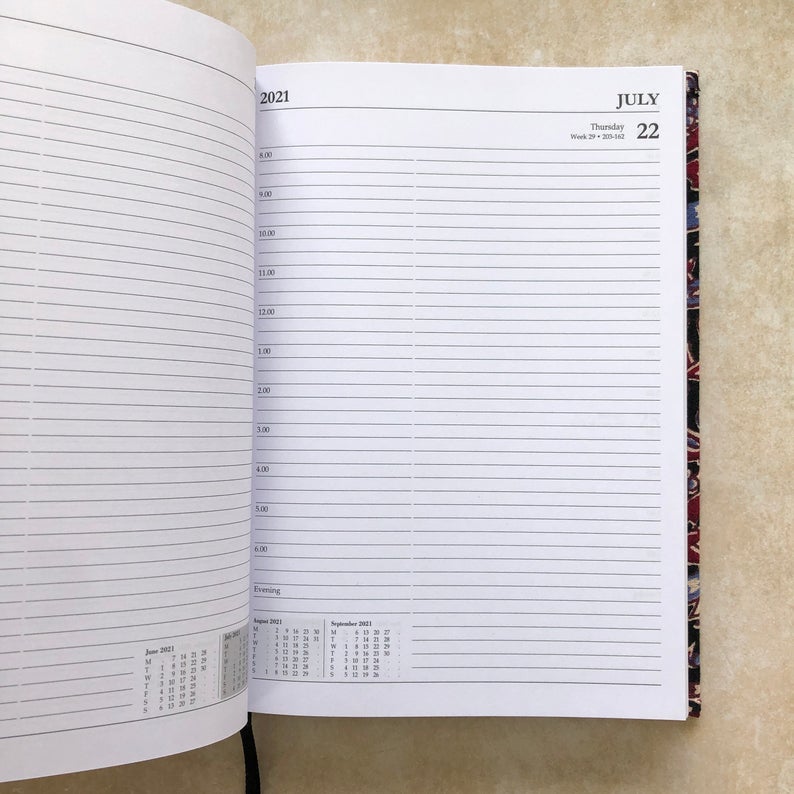 June 2021
M . 7 14 21 28 .
T 1 8 15 22 29 .
W 2 9 16 23 30 .
T 3 10 17 24 . .
F 4 11 18 25 . .
S 5 12 19 26 . .
S 6 13 20 27 . .
July 2021
M
T
W
T
F
S
S
2021 JULY
Thursday 22
Week 29 • 203-162
8.00
9.00
10.00
11.00
12.00
1.00
2.00
3.00
4.00
5.00
6.00
Evening
August 2021
M . 2 9 16 23 30
T . 3 10 17 24 31
W . 4 11 18 25 .
T . 5 12 19 26 .
F . 6 13 20 27 .
S . 7 14 21 28 .
S 1 8 15 22 29 .
September 2021
M . 6 13 20 27 .
T . 7 14 21 28 .
W 1 8 15 22 29 .
T 2 9 16 23 30 .
F 3 10 17 24 . .
S 4 11 18 25 . .
S 5 12 19 26 . .